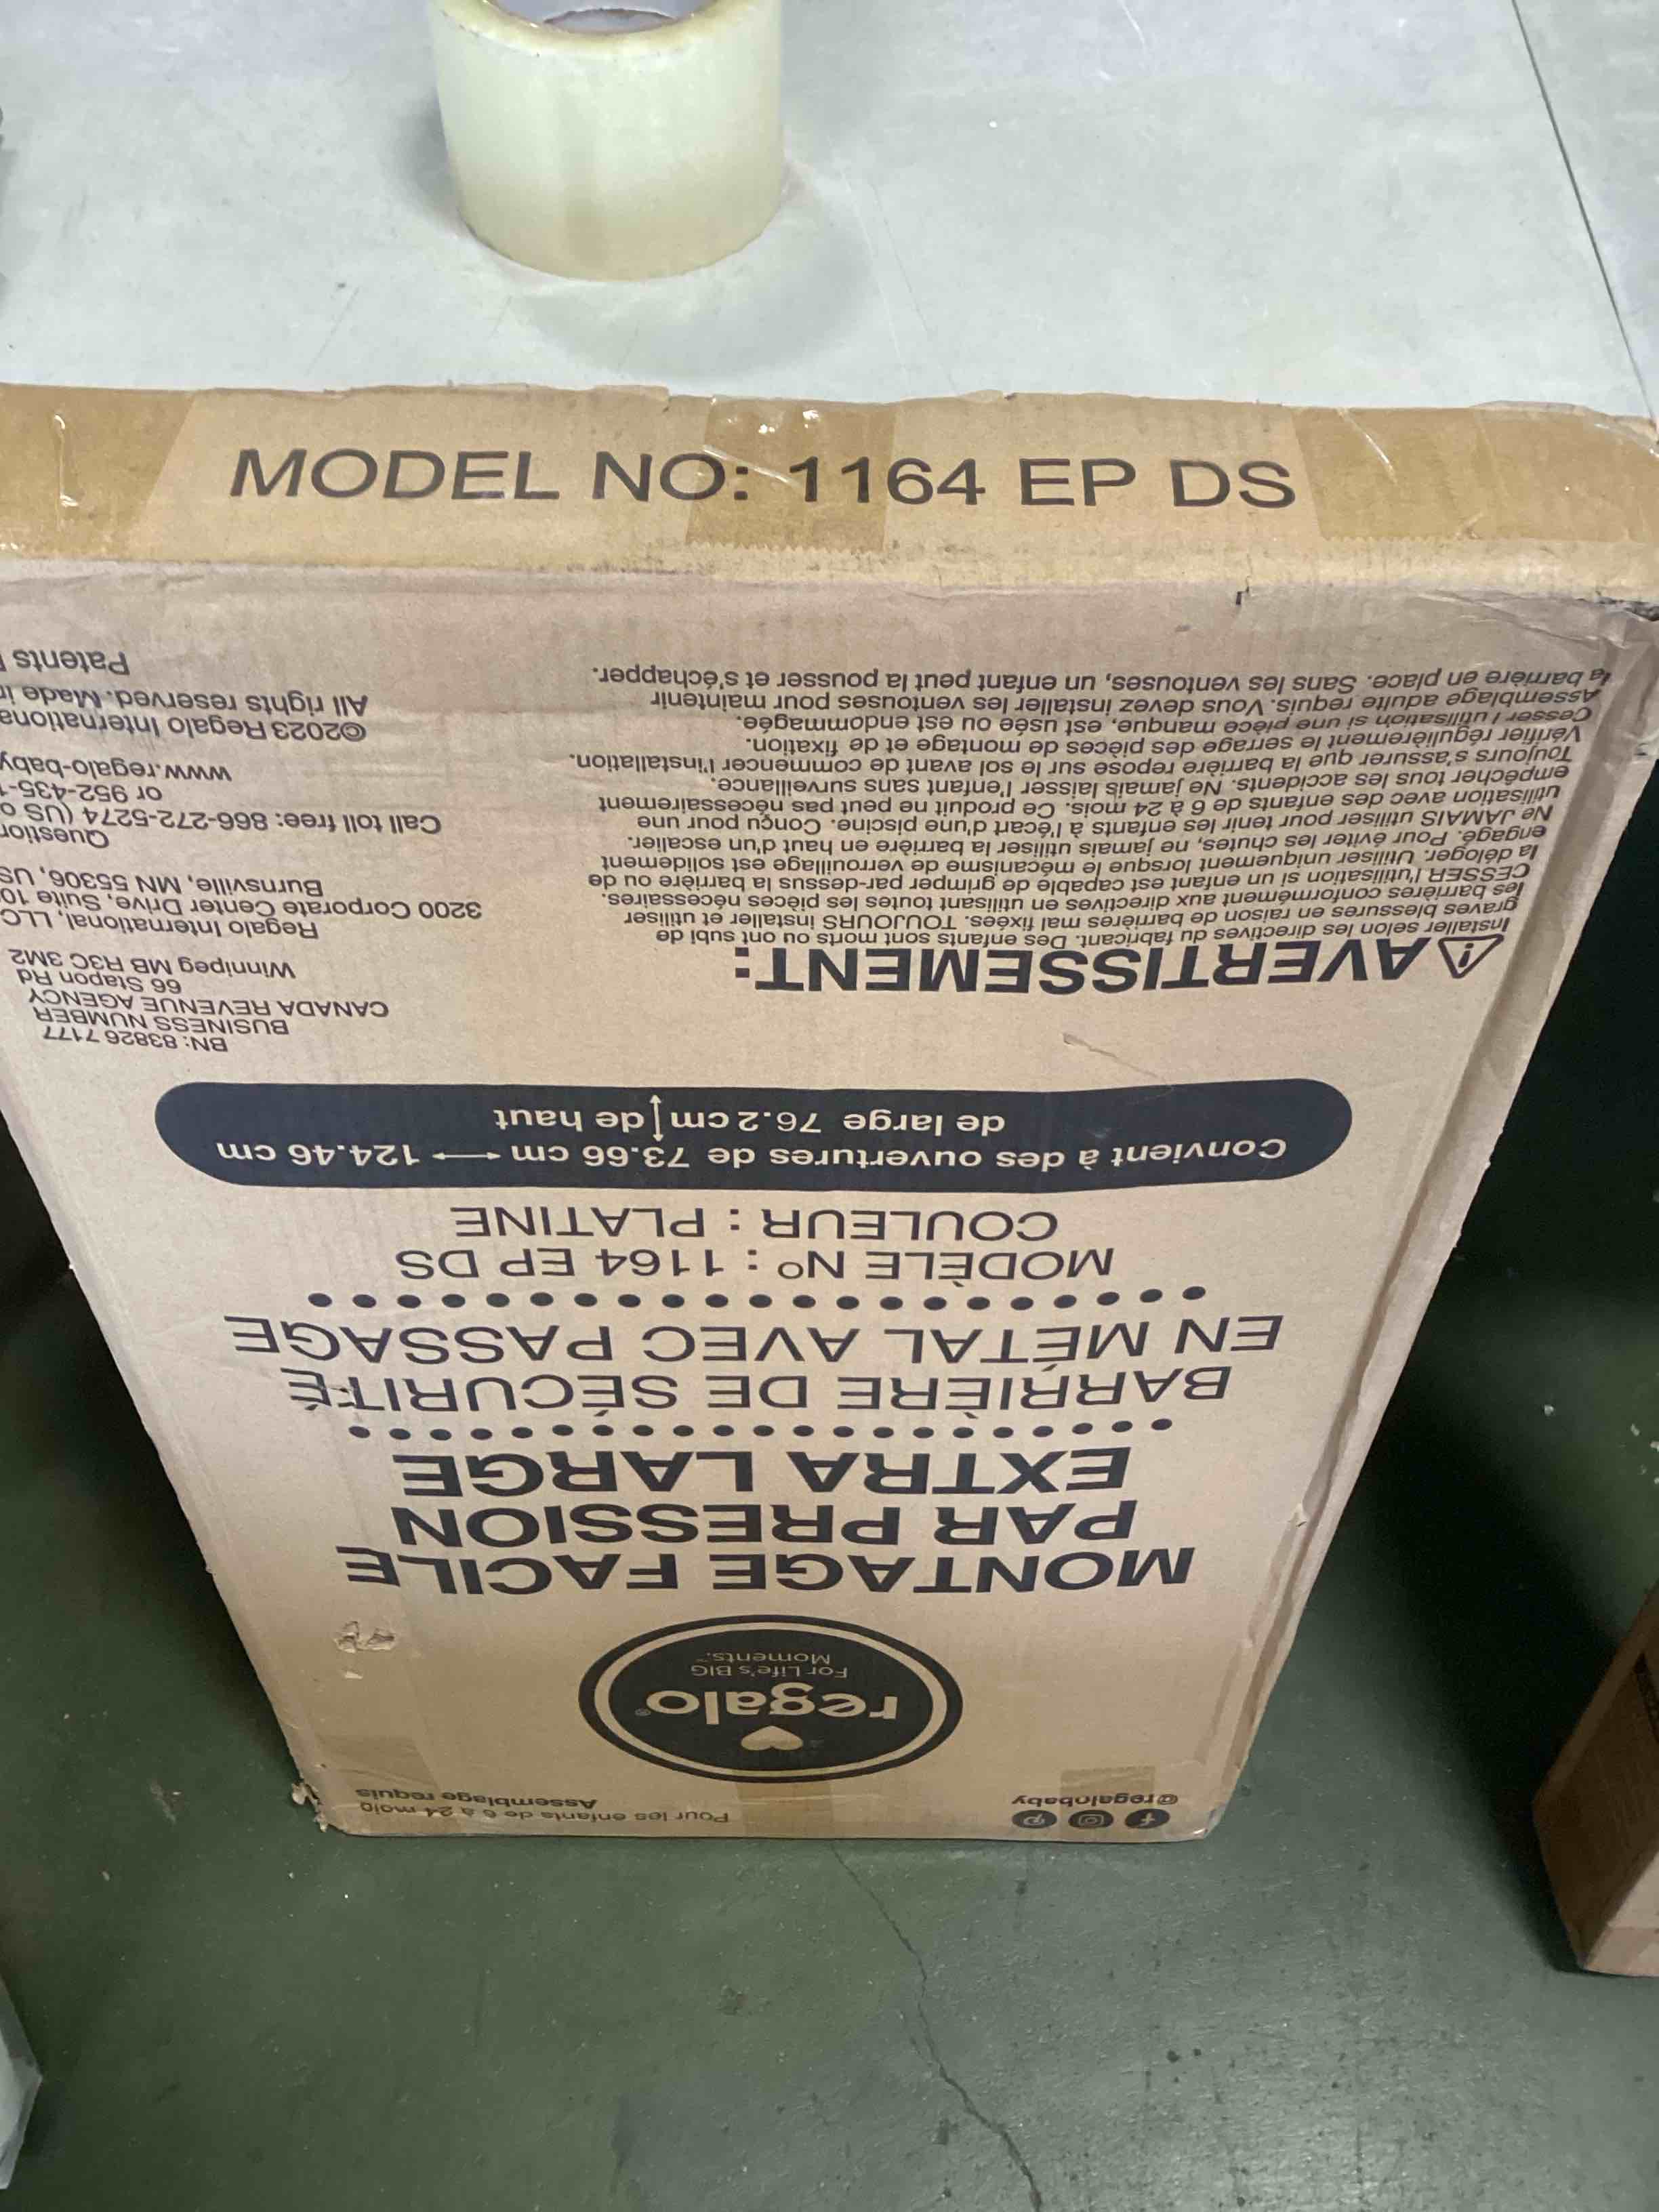 MODEL NO: 1164 EP DS
Pour les enfants de 6 à 24 mois
Assemblage requis
@regalobaby
regalo®
For Life's BIG
Moments.™
MONTAGE FACILE
PAR PRESSION
EXTRA LARGE
BARRIÈRE DE SÉCURITÉ
EN MÉTAL AVEC PASSAGE
MODÈLE Nº : 1164 EP DS
COULEUR : PLATINE
Convient à des ouvertures de 73.66 cm ⟷ 124.46 cm
de large 76.2 cm ↕ de haut
⚠ AVERTISSEMENT:
Installer selon les directives du fabricant. Des enfants sont morts ou ont subi de
graves blessures en raison de barrières mal fixées. TOUJOURS installer et utiliser
les barrières conformément aux directives en utilisant toutes les pièces nécessaires.
CESSER l'utilisation si un enfant est capable de grimper par-dessus la barrière ou de
la déloger. Utiliser uniquement lorsque le mécanisme de verrouillage est solidement
engagé. Pour éviter les chutes, ne jamais utiliser la barrière en haut d'un escalier.
Ne JAMAIS utiliser pour tenir les enfants à l'écart d'une piscine. Conçu pour une
utilisation avec des enfants de 6 à 24 mois. Ce produit ne peut pas nécessairement
empêcher tous les accidents. Ne jamais laisser l'enfant sans surveillance.
Toujours s'assurer que la barrière repose sur le sol avant de commencer l'installation.
Vérifier régulièrement le serrage des pièces de montage et de fixation.
Cesser l'utilisation si une pièce manque, est usée ou est endommagée.
Assemblage adulte requis. Vous devez installer les ventouses pour maintenir
la barrière en place. Sans les ventouses, un enfant peut la pousser et s'échapper.
BN: 83826 7177
BUSINESS NUMBER
CANADA REVENUE AGENCY
66 Stapon Rd
Winnipeg MB R3C 3M2
Regalo International, LLC
3200 Corporate Center Drive, Suite 10
Burnsville, MN 55306, US
Question
Call toll free: 866-272-5274 (US o
or 952-435-1
www.regalo-baby
©2023 Regalo Internationa
All rights reserved. Made in
Patents